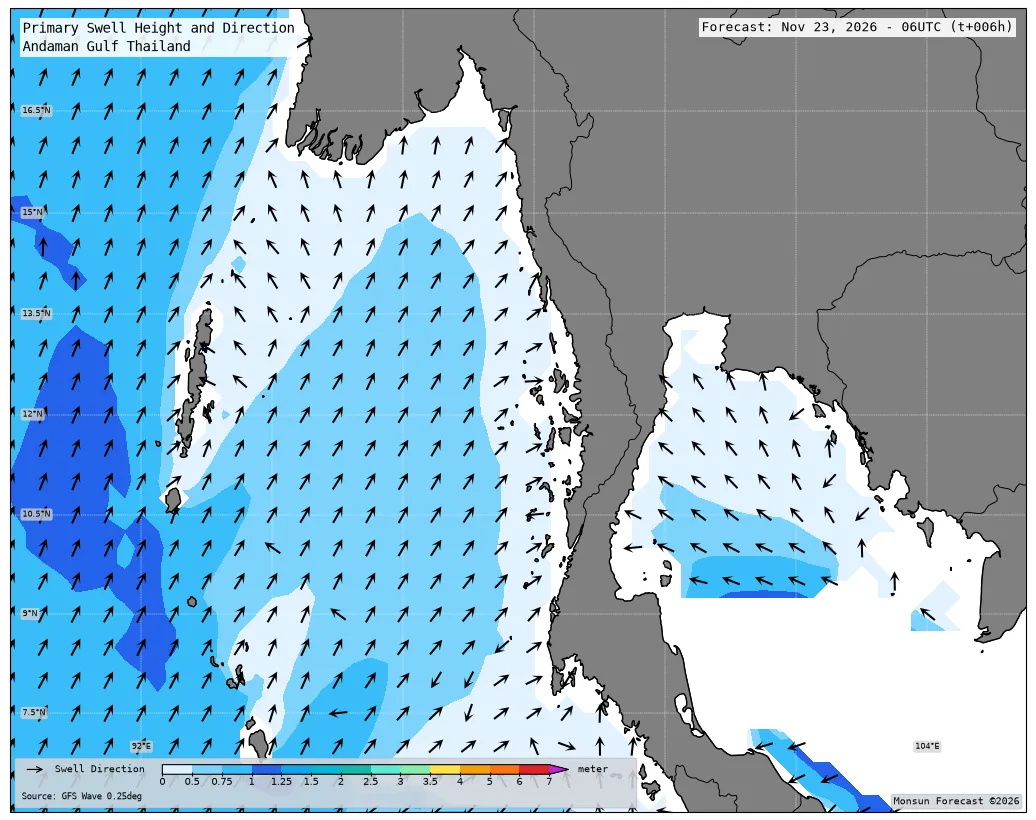 Primary Swell Height and Direction
Andaman Gulf Thailand
Forecast: Nov 23, 2026 - 06UTC (t+006h)
16.5°N
15°N
13.5°N
12°N
10.5°N
9°N
7.5°N
92°E
104°E
Swell Direction
0 0.5 0.75 1 1.25 1.5 2 2.5 3 3.5 4 5 6 7
meter
Source: GFS Wave 0.25deg
Monsun Forecast ©2026